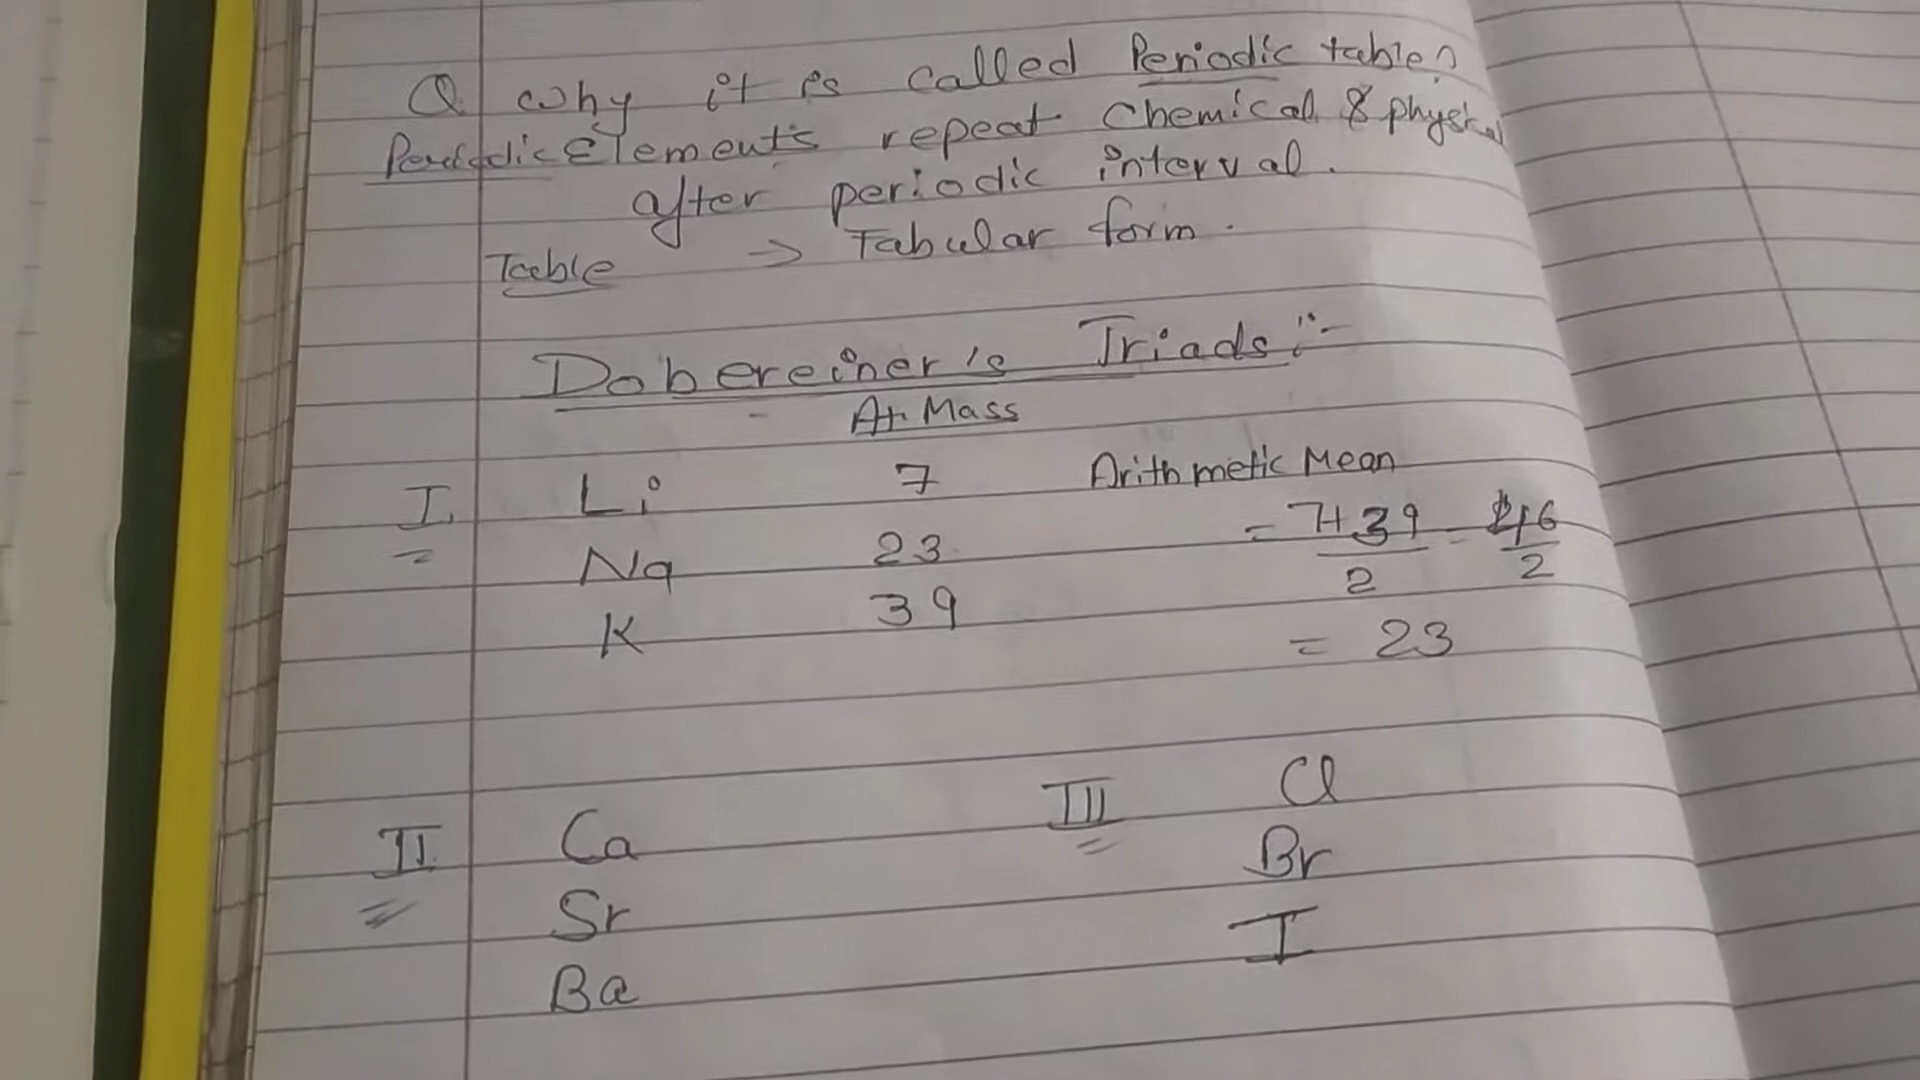 Q Why it is called Periodic table?
Periodic Elements repeat Chemical & physical
after periodic interval.
Table → Tabular form.
Dobereiner's Triads :-
At. Mass
I. Li 7 Arithmetic Mean
Na 23 = 7+39/2 = 46/2
K 39 = 23
II. Ca III Cl
Sr Br
Ba I